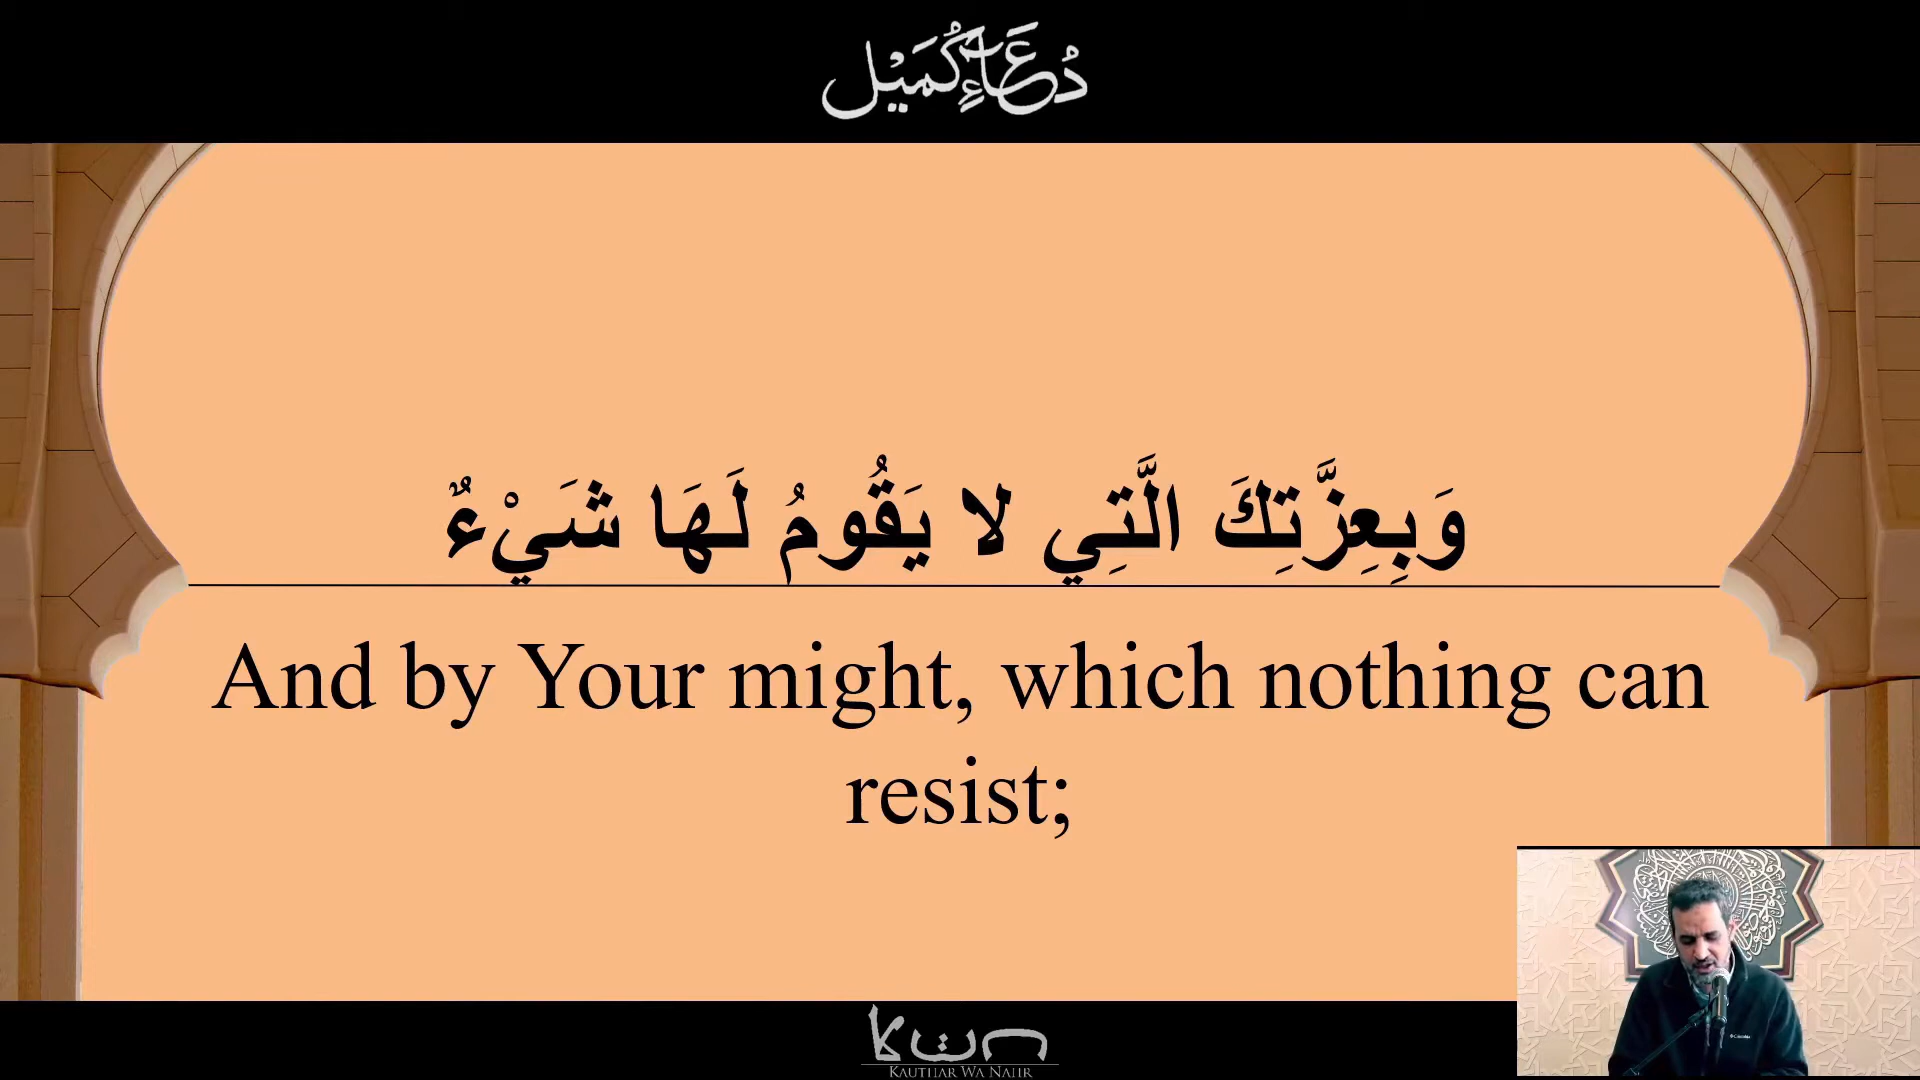 دُعَاءِ كُمَيْل
وَبِعِزَّتِكَ الَّتِي لا يَقُومُ لَهَا شَيْءٌ
And by Your might, which nothing can
resist;
KAUTHAR WA NAHR